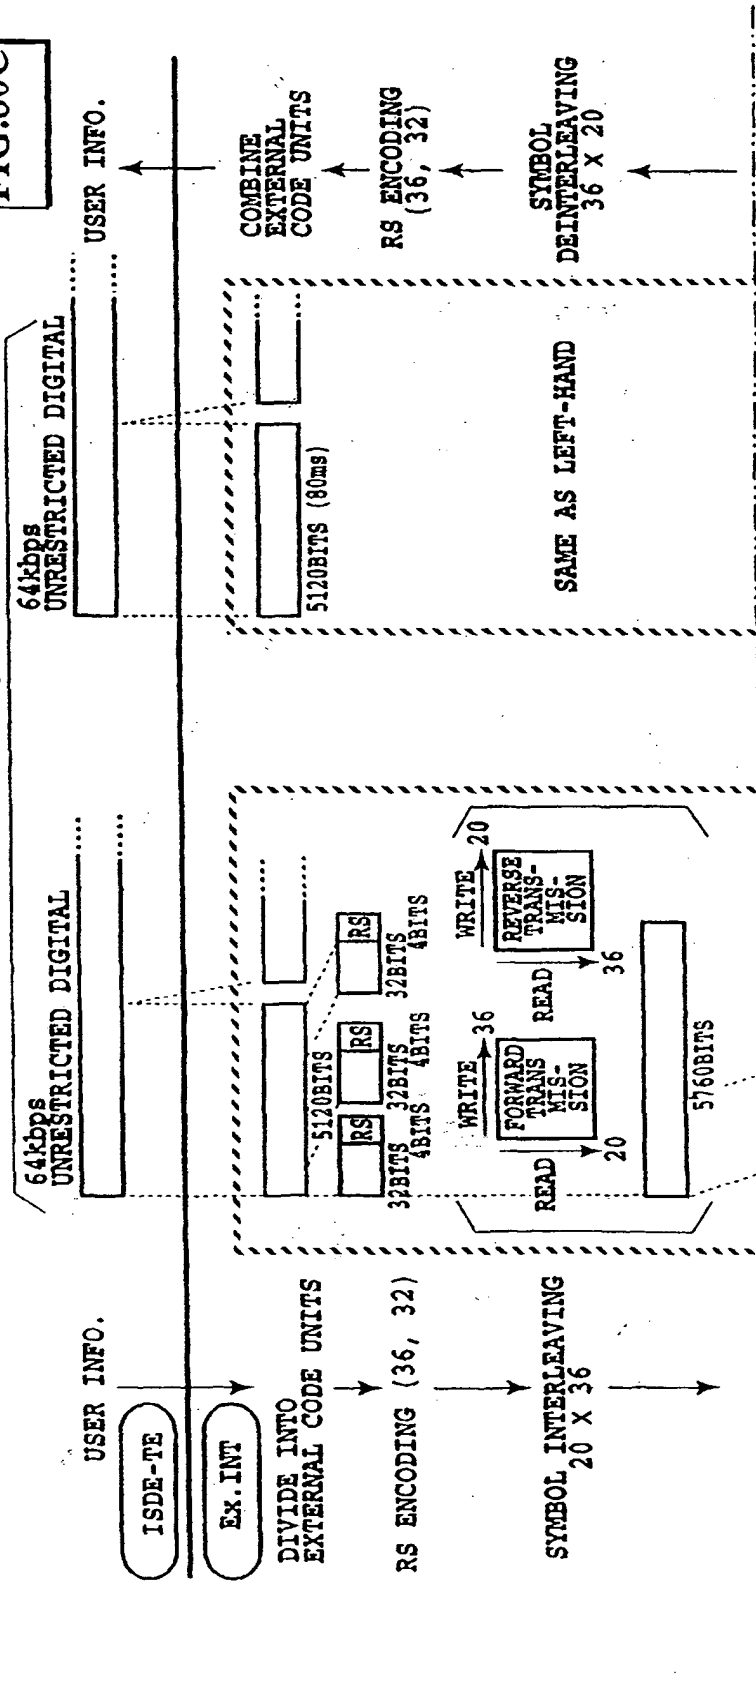 64kbps
UNRESTRICTED DIGITAL
64kbps
UNRESTRICTED DIGITAL
USER INFO.
USER INFO.
ISDE-TE
Ex.INT
DIVIDE INTO
EXTERNAL CODE UNITS
RS ENCODING (36, 32)
SYMBOL INTERLEAVING
20 X 36
5120BITS
RS
RS
RS
32BITS
4BITS
32BITS
4BITS
32BITS
4BITS
WRITE
36
FORWARD
TRANS
MIS-
SION
READ
20
WRITE
20
REVERSE
TRANS-
MIS-
SION
READ
36
5760BITS
5120BITS (80ms)
SAME AS LEFT-HAND
COMBINE
EXTERNAL
CODE UNITS
RS ENCODING
(36, 32)
SYMBOL
DEINTERLEAVING
36 X 20